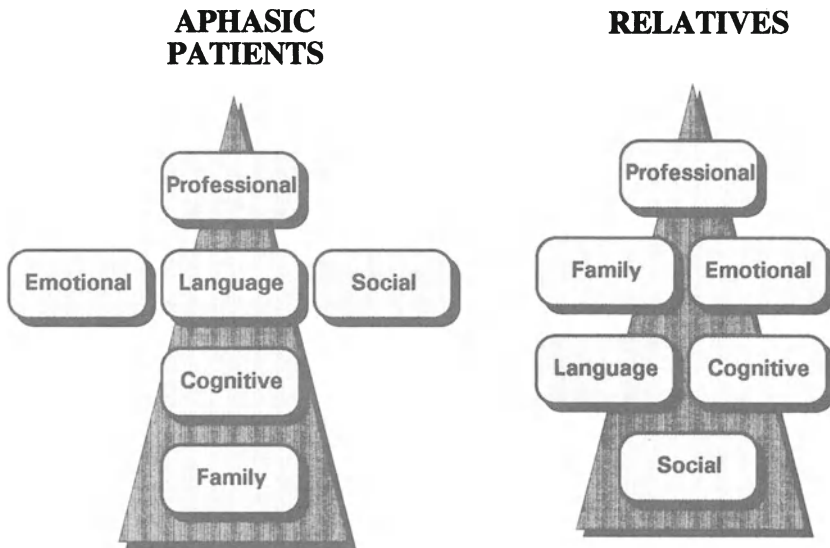 APHASIC
PATIENTS
Professional
Emotional
Language
Social
Cognitive
Family
RELATIVES
Professional
Family
Emotional
Language
Cognitive
Social